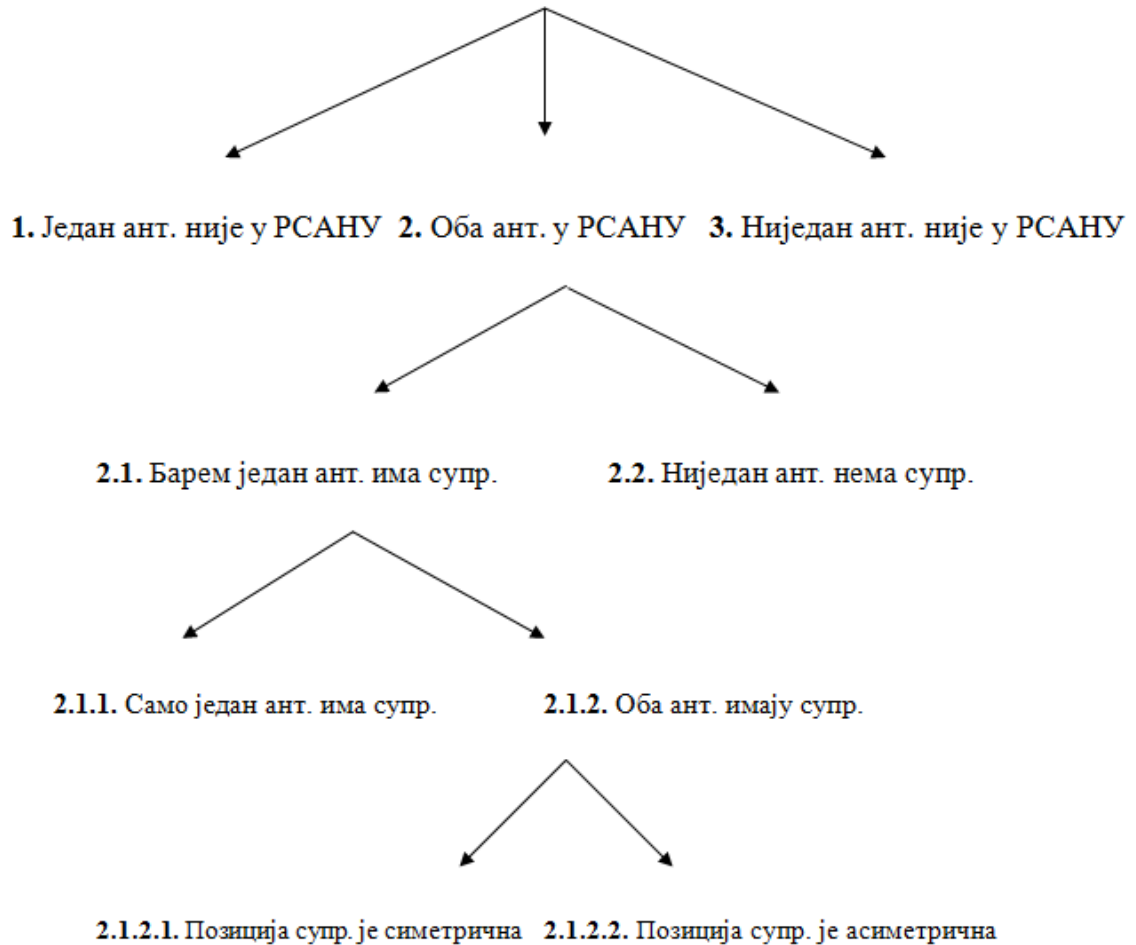 1. Један ант. није у РСАНУ 2. Оба ант. у РСАНУ 3. Ниједан ант. није у РСАНУ
2.1. Барем један ант. има супр. 2.2. Ниједан ант. нема супр.
2.1.1. Само један ант. има супр. 2.1.2. Оба ант. имају супр.
2.1.2.1. Позиција супр. је симетрична 2.1.2.2. Позиција супр. је асиметрична